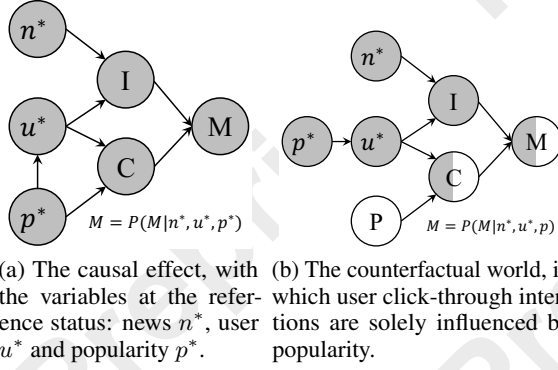 n*
I
u*
M
C
p*
M = P(M|n*, u*, p*)
n*
I
p*
u*
M
C
P
M = P(M|n*, u*, p)
(a) The causal effect, with
the variables at the refer-
ence status: news n*, user
u* and popularity p*.
(b) The counterfactual world, i
which user click-through inter
tions are solely influenced b
popularity.